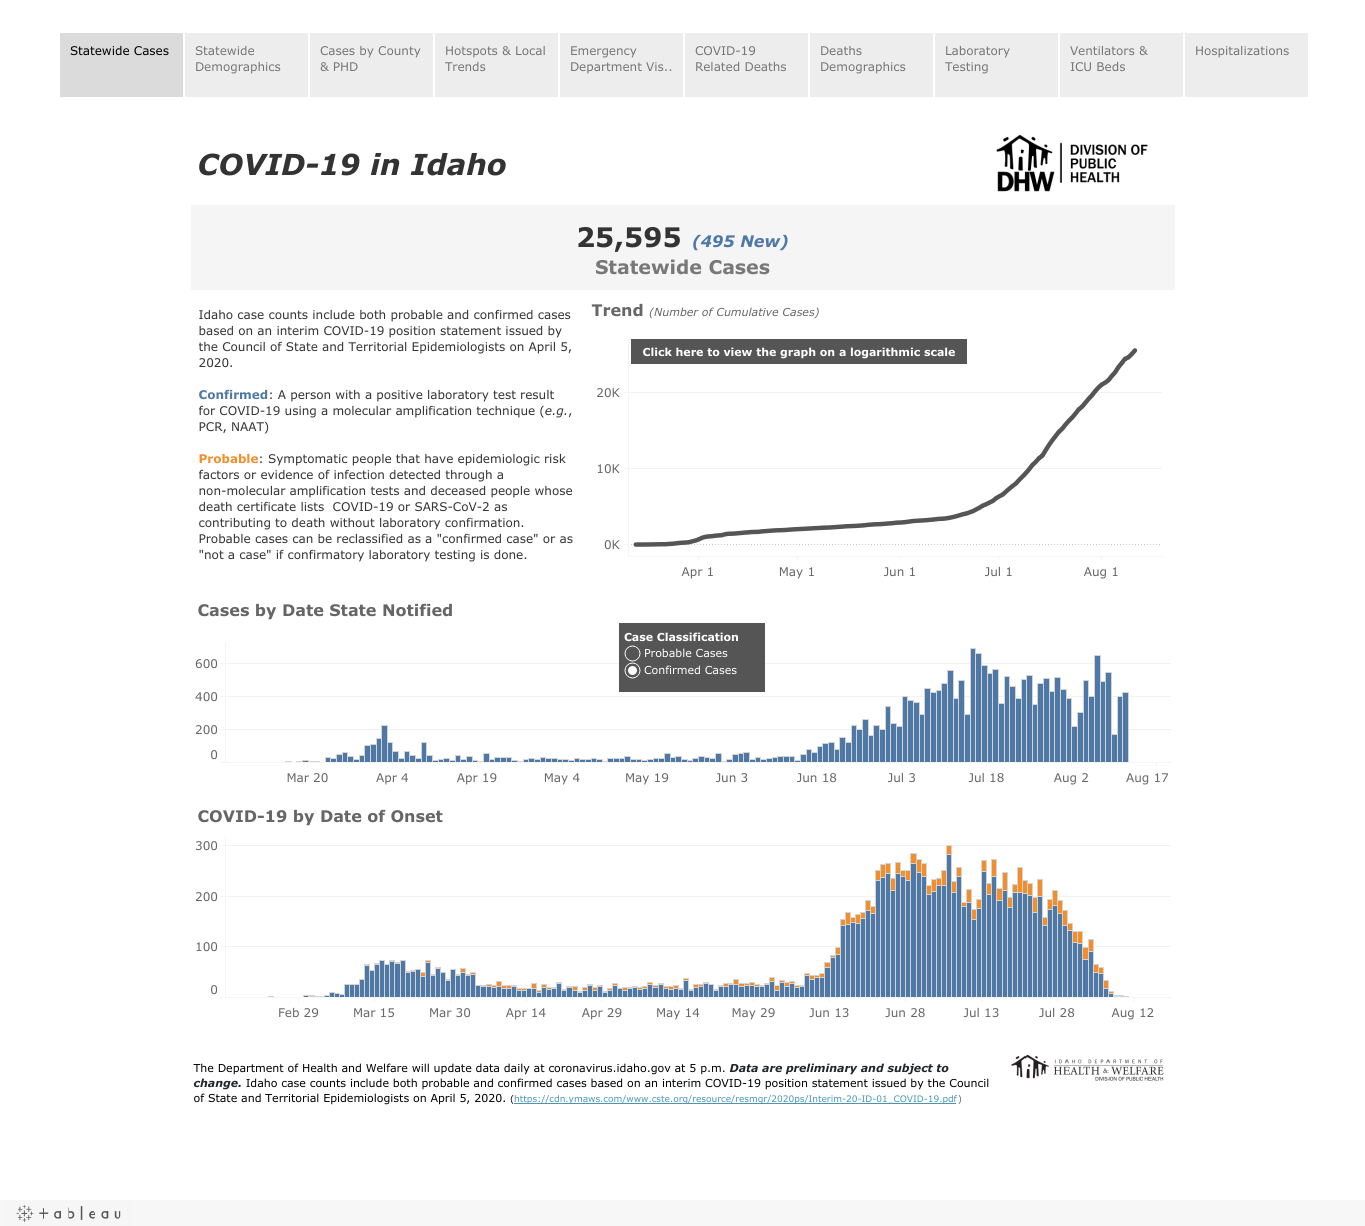 Statewide Cases
Statewide
Demographics
Cases by County
& PHD
Hotspots & Local
Trends
Emergency
Department Vis..
COVID-19
Related Deaths
Deaths
Demographics
Laboratory
Testing
Ventilators &
ICU Beds
Hospitalizations
COVID-19 in Idaho
DHW
DIVISION OF
PUBLIC
HEALTH
25,595 (495 New)
Statewide Cases
Idaho case counts include both probable and confirmed cases
based on an interim COVID-19 position statement issued by
the Council of State and Territorial Epidemiologists on April 5,
2020.
Confirmed: A person with a positive laboratory test result
for COVID-19 using a molecular amplification technique (e.g.,
PCR, NAAT)
Probable: Symptomatic people that have epidemiologic risk
factors or evidence of infection detected through a
non-molecular amplification tests and deceased people whose
death certificate lists  COVID-19 or SARS-CoV-2 as
contributing to death without laboratory confirmation.
Probable cases can be reclassified as a "confirmed case" or as
"not a case" if confirmatory laboratory testing is done.
Trend (Number of Cumulative Cases)
Click here to view the graph on a logarithmic scale
20K
10K
0K
Apr 1 May 1 Jun 1 Jul 1 Aug 1
Cases by Date State Notified
Case Classification
Probable Cases
Confirmed Cases
600
400
200
0
Mar 20 Apr 4 Apr 19 May 4 May 19 Jun 3 Jun 18 Jul 3 Jul 18 Aug 2 Aug 17
COVID-19 by Date of Onset
300
200
100
0
Feb 29 Mar 15 Mar 30 Apr 14 Apr 29 May 14 May 29 Jun 13 Jun 28 Jul 13 Jul 28 Aug 12
The Department of Health and Welfare will update data daily at coronavirus.idaho.gov at 5 p.m. Data are preliminary and subject to
change. Idaho case counts include both probable and confirmed cases based on an interim COVID-19 position statement issued by the Council
of State and Territorial Epidemiologists on April 5, 2020. (https://cdn.ymaws.com/www.cste.org/resource/resmgr/2020ps/Interim-20-ID-01_COVID-19.pdf)
IDAHO DEPARTMENT OF
HEALTH & WELFARE
DIVISION OF PUBLIC HEALTH
+ableau